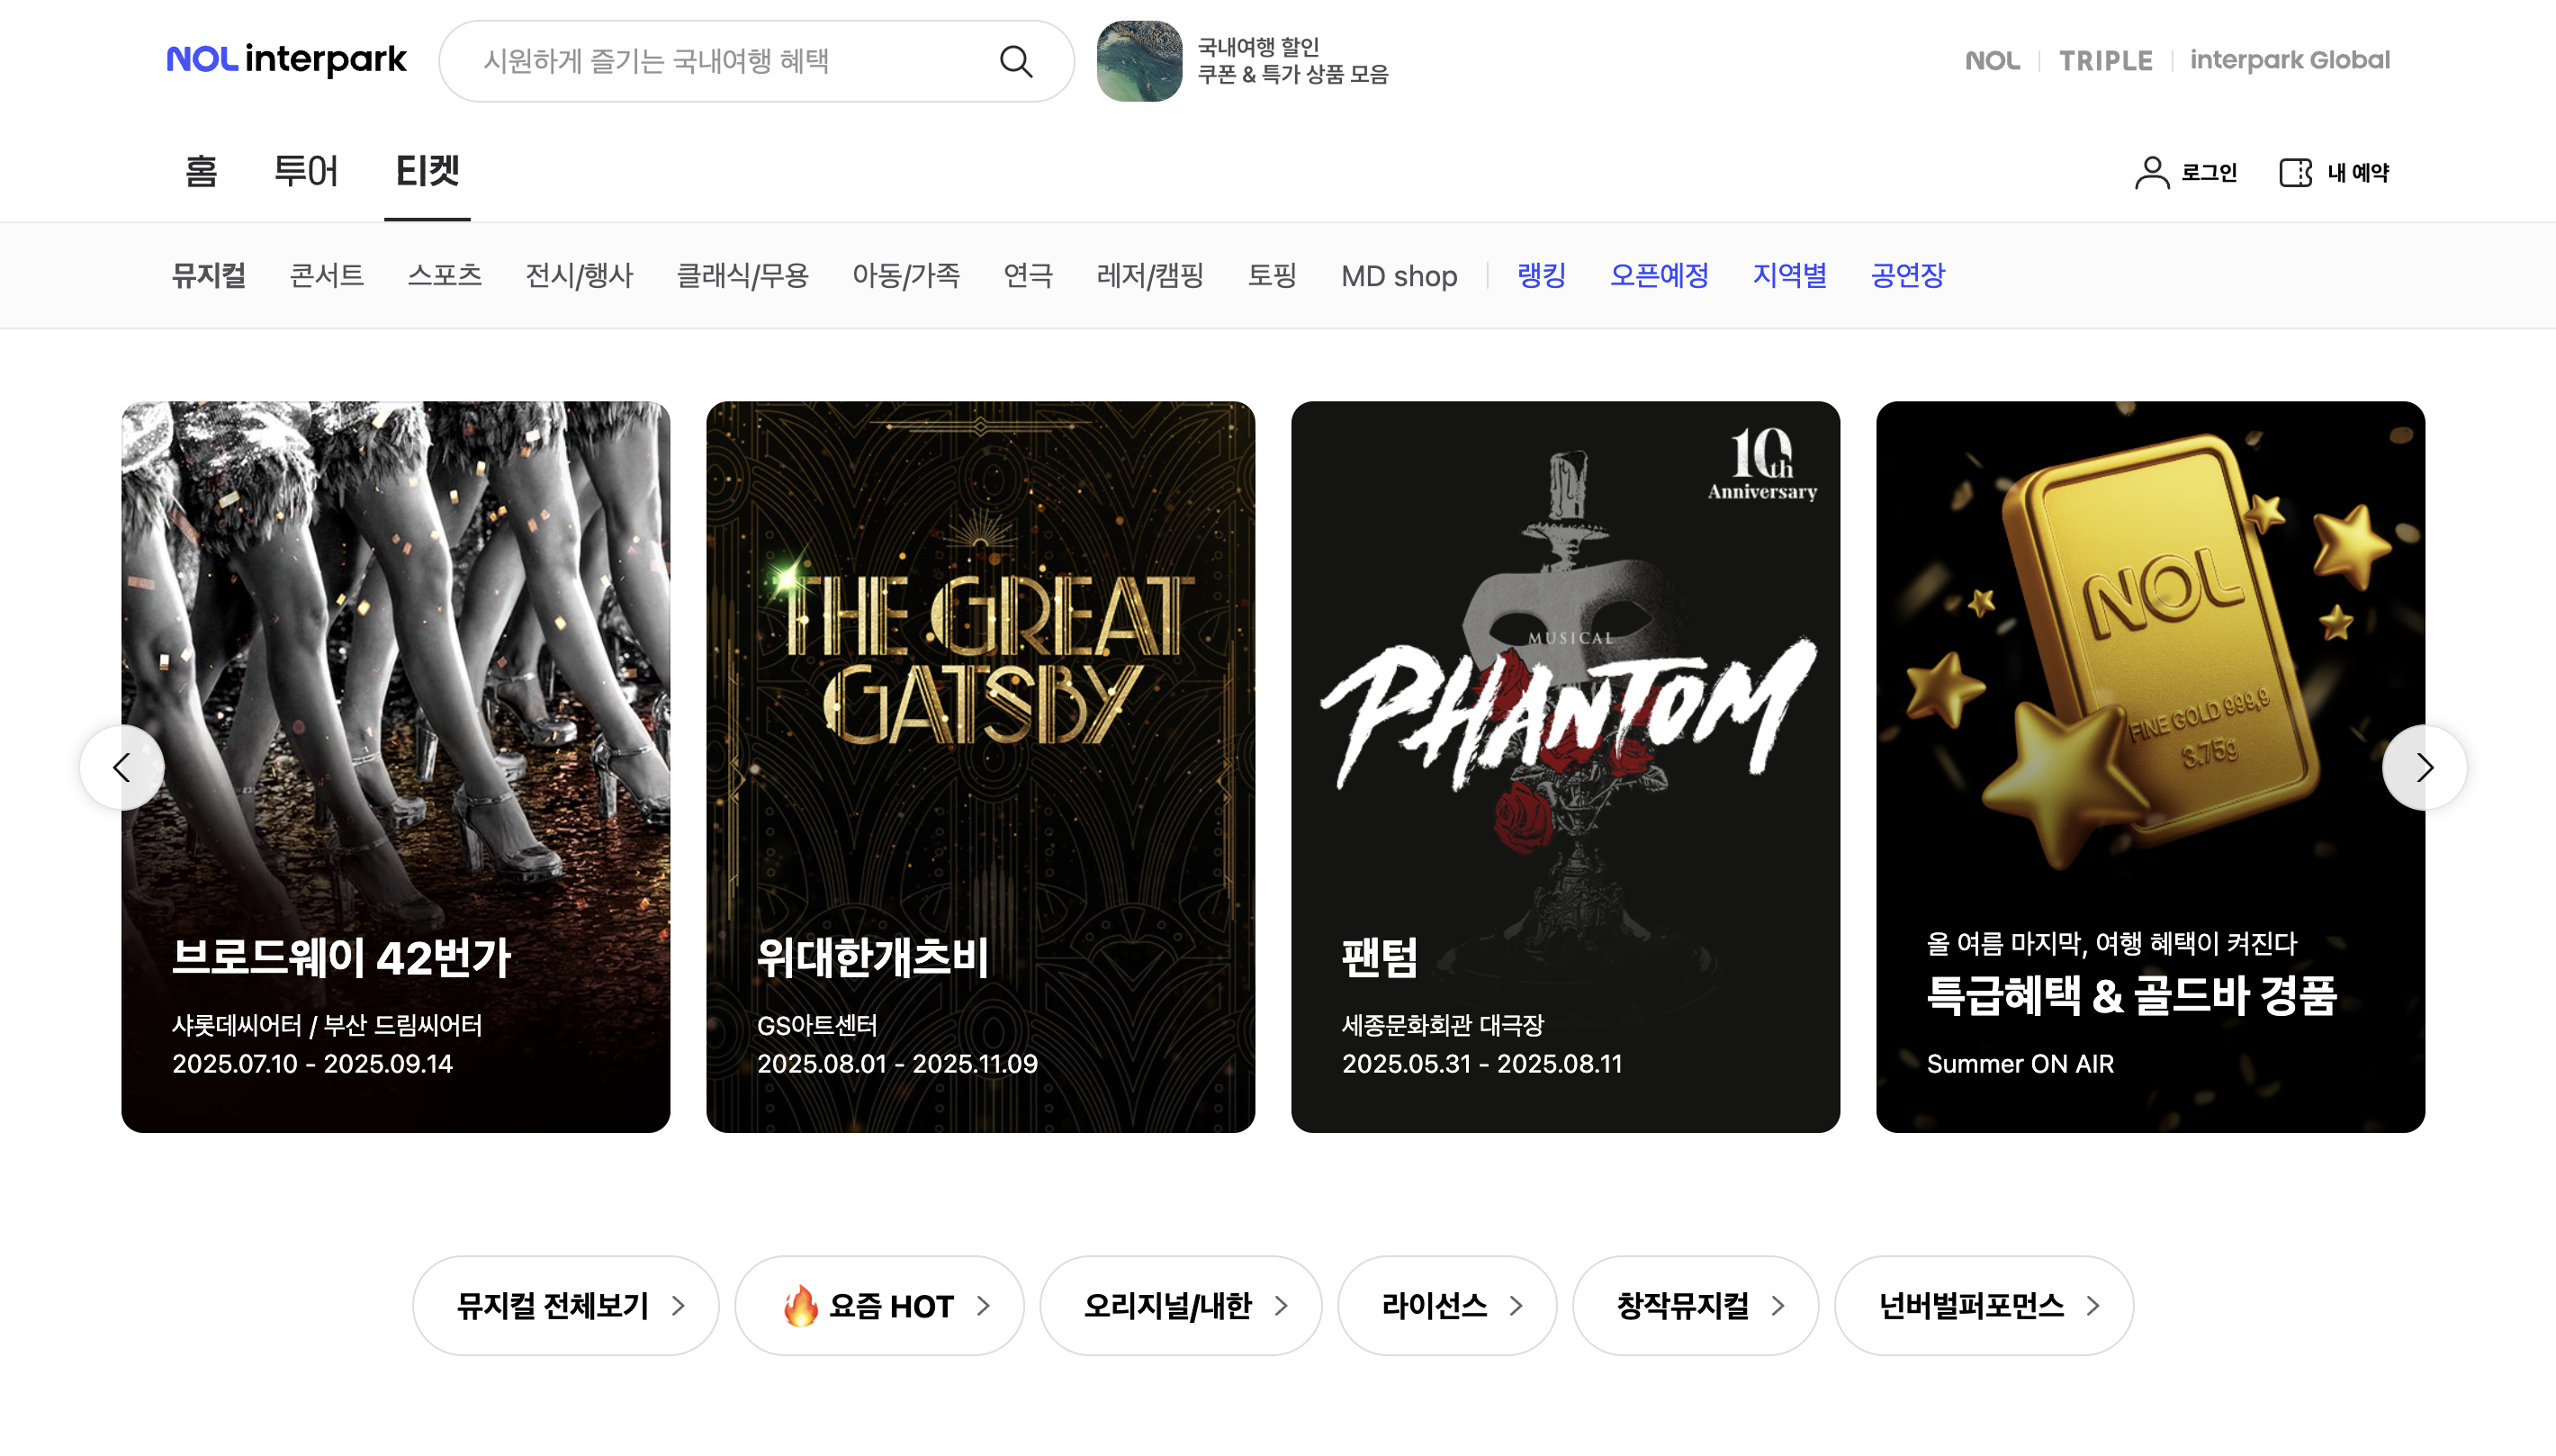 NOL interpark
시원하게 즐기는 국내여행 혜택
국내여행 할인
쿠폰 & 특가 상품 모음
NOL
TRIPLE
interpark Global
홈
투어
티켓
로그인
내 예약
뮤지컬
콘서트
스포츠
전시/행사
클래식/무용
아동/가족
연극
레저/캠핑
토핑
MD shop
랭킹
오픈예정
지역별
공연장
브로드웨이 42번가
샤롯데씨어터 / 부산 드림씨어터
2025.07.10 - 2025.09.14
THE GREAT
GATSBY
위대한개츠비
GS아트센터
2025.08.01 - 2025.11.09
10th
Anniversary
MUSICAL
PHANTOM
팬텀
세종문화회관 대극장
2025.05.31 - 2025.08.11
NOL
FINE GOLD 999,9
3.75g
올 여름 마지막, 여행 혜택이 켜진다
특급혜택 & 골드바 경품
Summer ON AIR
뮤지컬 전체보기
🔥 요즘 HOT
오리지널/내한
라이선스
창작뮤지컬
넌버벌퍼포먼스